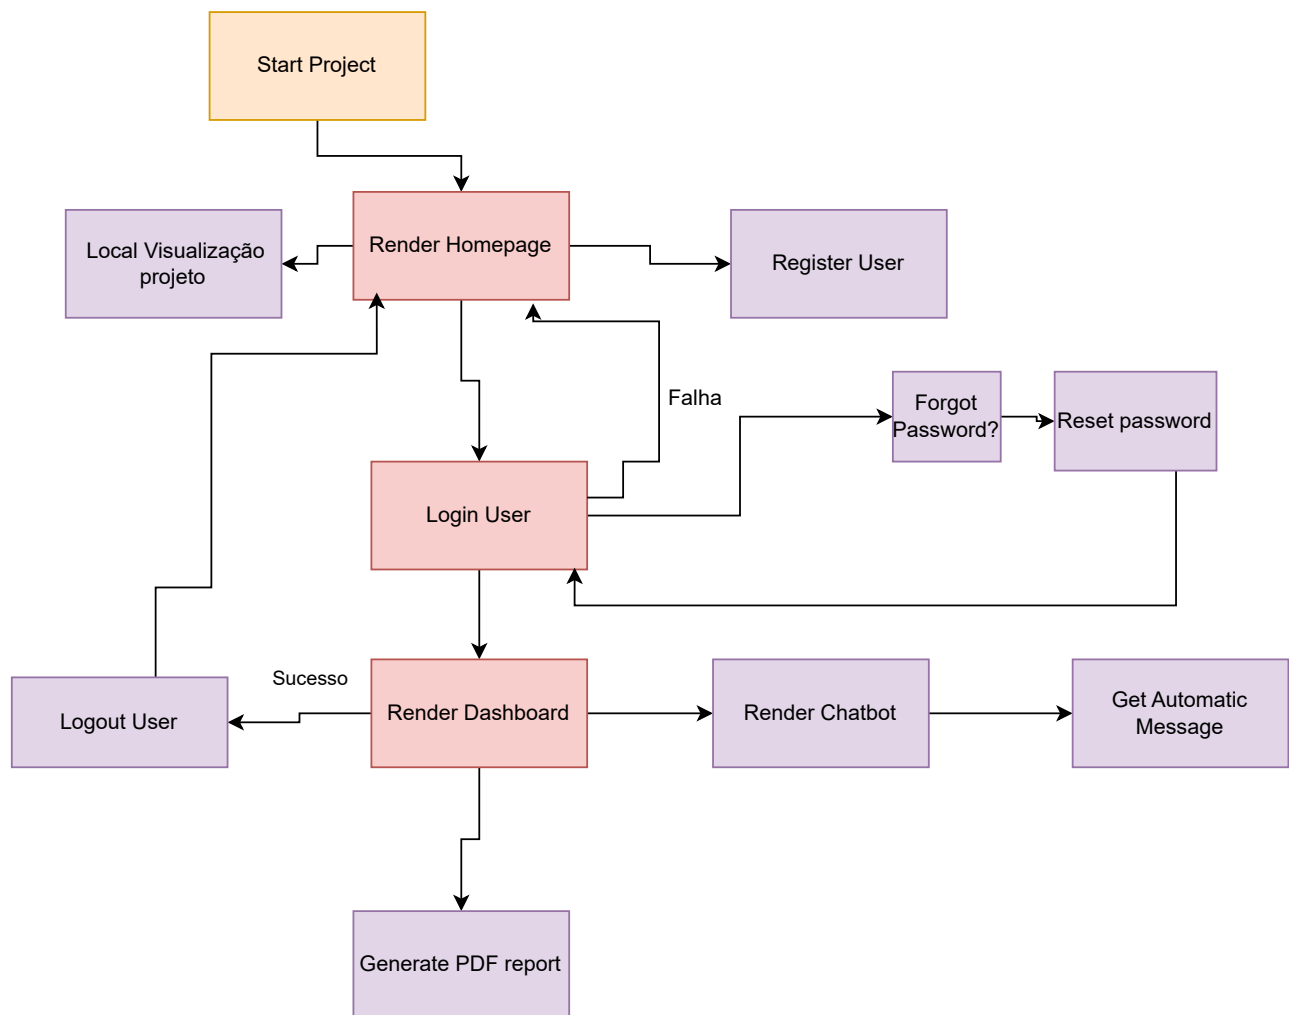 Start Project
Local Visualização
projeto
Render Homepage
Register User
Falha
Forgot
Password?
Reset password
Login User
Sucesso
Logout User
Render Dashboard
Render Chatbot
Get Automatic
Message
Generate PDF report